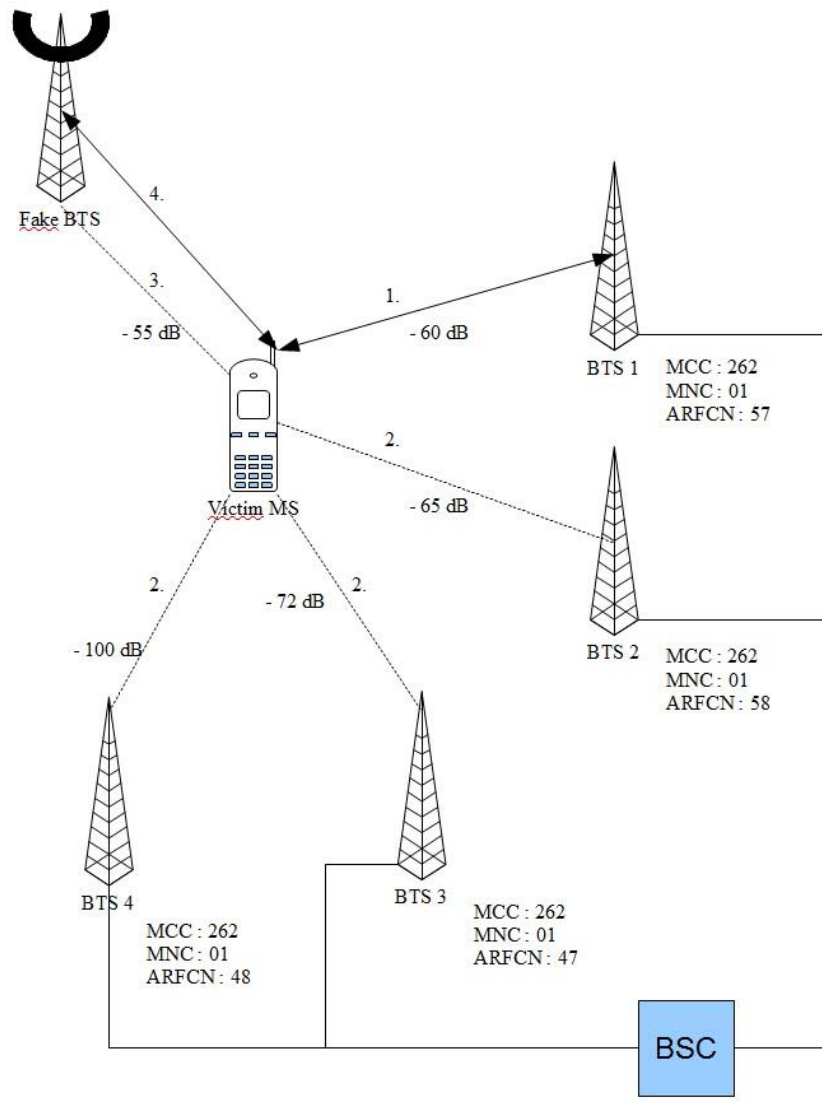 4.
Fake BTS
3.
- 55 dB
1.
- 60 dB
BTS 1
MCC : 262
MNC : 01
ARFCN : 57
2.
- 65 dB
Victim MS
2.
- 72 dB
2.
- 100 dB
BTS 2
MCC : 262
MNC : 01
ARFCN : 58
BTS 4
MCC : 262
MNC : 01
ARFCN : 48
BTS 3
MCC : 262
MNC : 01
ARFCN : 47
BSC